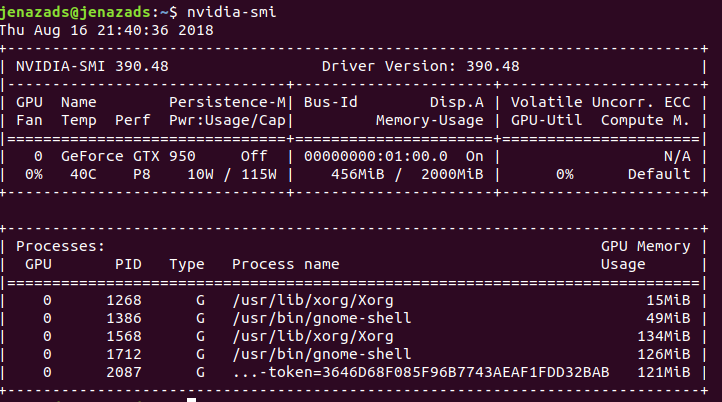 jenazads@jenazads:~$ nvidia-smi
Thu Aug 16 21:40:36 2018
+-----------------------------------------------------------------------------+
| NVIDIA-SMI 390.48                 Driver Version: 390.48                    |
|-------------------------------+----------------------+----------------------+
| GPU  Name        Persistence-M| Bus-Id        Disp.A | Volatile Uncorr. ECC |
| Fan  Temp  Perf  Pwr:Usage/Cap|         Memory-Usage | GPU-Util  Compute M. |
|===============================+======================+======================|
|   0  GeForce GTX 950     Off  | 00000000:01:00.0  On |                  N/A |
|  0%   40C    P8    10W / 115W |    456MiB /  2000MiB |      0%      Default |
+-------------------------------+----------------------+----------------------+
+-----------------------------------------------------------------------------+
| Processes:                                                       GPU Memory |
|  GPU       PID   Type   Process name                             Usage      |
|=============================================================================|
|    0      1268      G   /usr/lib/xorg/Xorg                            15MiB |
|    0      1386      G   /usr/bin/gnome-shell                          49MiB |
|    0      1568      G   /usr/lib/xorg/Xorg                           134MiB |
|    0      1712      G   /usr/bin/gnome-shell                         126MiB |
|    0      2087      G   ...-token=3646D68F085F96B7743AEAF1FDD32BAB   121MiB |
+-----------------------------------------------------------------------------+